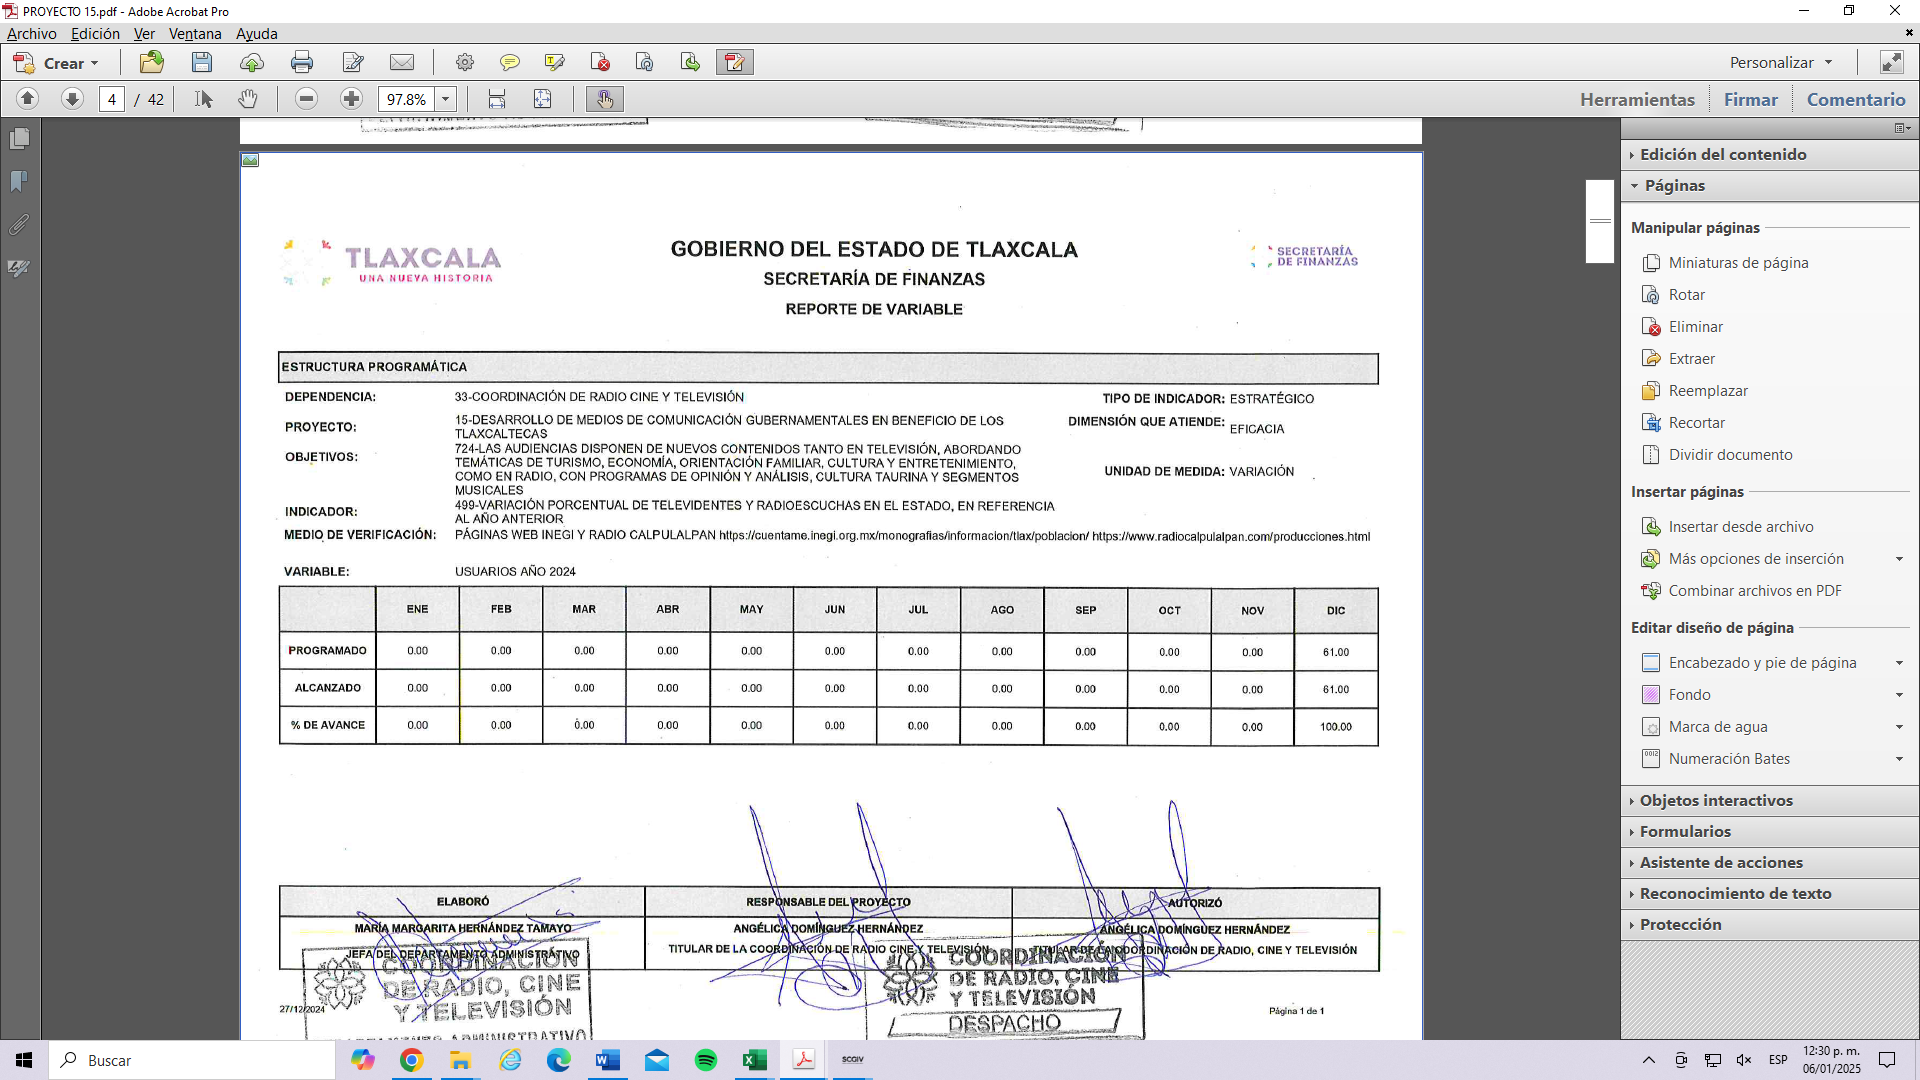 PROYECTO 15.pdf - Adobe Acrobat Pro
Archivo Edición Ver Ventana Ayuda
Crear
Personalizar
4 / 42
97.8%
Herramientas Firmar Comentario
TLAXCALA
UNA NUEVA HISTORIA
GOBIERNO DEL ESTADO DE TLAXCALA
SECRETARÍA DE FINANZAS
REPORTE DE VARIABLE
SECRETARÍA
DE FINANZAS
ESTRUCTURA PROGRAMÁTICA
DEPENDENCIA: 33-COORDINACIÓN DE RADIO CINE Y TELEVISIÓN
TIPO DE INDICADOR: ESTRATÉGICO
PROYECTO: 15-DESARROLLO DE MEDIOS DE COMUNICACIÓN GUBERNAMENTALES EN BENEFICIO DE LOS
TLAXCALTECAS
DIMENSIÓN QUE ATIENDE: EFICACIA
OBJETIVOS: 724-LAS AUDIENCIAS DISPONEN DE NUEVOS CONTENIDOS TANTO EN TELEVISIÓN, ABORDANDO
TEMÁTICAS DE TURISMO, ECONOMÍA, ORIENTACIÓN FAMILIAR, CULTURA Y ENTRETENIMIENTO,
COMO EN RADIO, CON PROGRAMAS DE OPINIÓN Y ANÁLISIS, CULTURA TAURINA Y SEGMENTOS
MUSICALES
UNIDAD DE MEDIDA: VARIACIÓN
INDICADOR: 499-VARIACIÓN PORCENTUAL DE TELEVIDENTES Y RADIOESCUCHAS EN EL ESTADO, EN REFERENCIA
AL AÑO ANTERIOR
MEDIO DE VERIFICACIÓN: PÁGINAS WEB INEGI Y RADIO CALPULALPAN https://cuentame.inegi.org.mx/monografias/informacion/tlax/poblacion/ https://www.radiocalpulalpan.com/producciones.html
VARIABLE: USUARIOS AÑO 2024
ENE FEB MAR ABR MAY JUN JUL AGO SEP OCT NOV DIC
PROGRAMADO 0.00 0.00 0.00 0.00 0.00 0.00 0.00 0.00 0.00 0.00 0.00 61.00
ALCANZADO 0.00 0.00 0.00 0.00 0.00 0.00 0.00 0.00 0.00 0.00 0.00 61.00
% DE AVANCE 0.00 0.00 0.00 0.00 0.00 0.00 0.00 0.00 0.00 0.00 0.00 100.00
ELABORÓ RESPONSABLE DEL PROYECTO AUTORIZÓ
MARÍA MARGARITA HERNÁNDEZ TAMAYO ANGÉLICA DOMÍNGUEZ HERNÁNDEZ ANGÉLICA DOMÍNGUEZ HERNÁNDEZ
JEFA DEL DEPARTAMENTO ADMINISTRATIVO TITULAR DE LA COORDINACIÓN DE RADIO CINE Y TELEVISIÓN TITULAR DE LA COORDINACIÓN DE RADIO, CINE Y TELEVISIÓN
COORDINACIÓN
DE RADIO, CINE
Y TELEVISIÓN
COORDINACIÓN
DE RADIO, CINE
Y TELEVISIÓN
DESPACHO
27/12/2024
Página 1 de 1
Edición del contenido
Páginas
Manipular páginas
Miniaturas de página
Rotar
Eliminar
Extraer
Reemplazar
Recortar
Dividir documento
Insertar páginas
Insertar desde archivo
Más opciones de inserción
Combinar archivos en PDF
Editar diseño de página
Encabezado y pie de página
Fondo
Marca de agua
Numeración Bates
Objetos interactivos
Formularios
Asistente de acciones
Reconocimiento de texto
Protección
Buscar
SCGIV
ESP
12:30 p. m.
06/01/2025